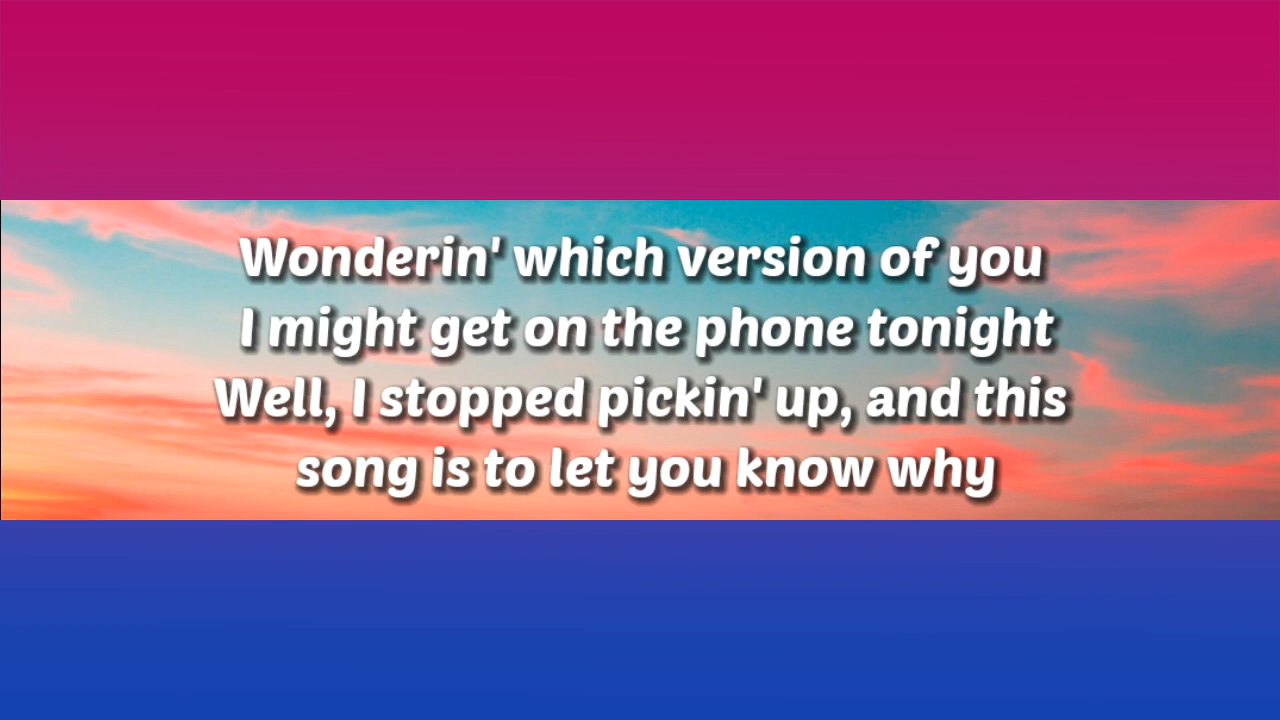 Wonderin' which version of you
I might get on the phone tonight
Well, I stopped pickin' up, and this
song is to let you know why